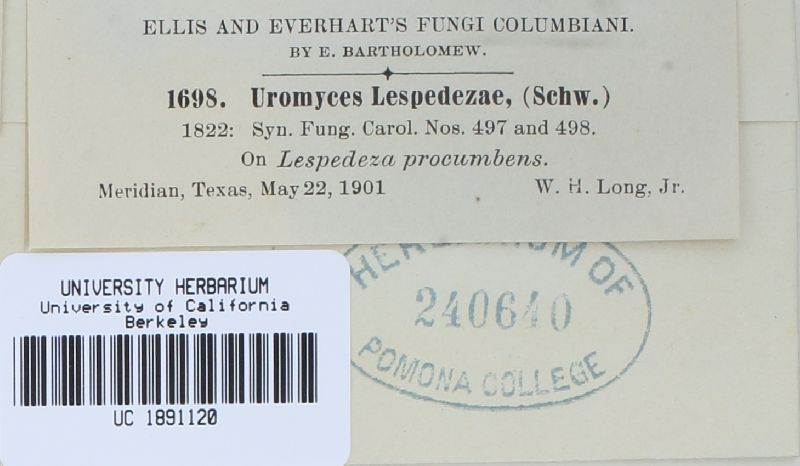 ELLIS AND EVERHART'S FUNGI COLUMBIANI.
BY E. BARTHOLOMEW.
1698. Uromyces Lespedezae, (Schw.)
1822: Syn. Fung. Carol. Nos. 497 and 498.
On Lespedeza procumbens.
Meridian, Texas, May 22, 1901 W. H. Long, Jr.
HERBARIUM OF
240640
POMONA COLLEGE
UNIVERSITY HERBARIUM
University of California
Berkeley
UC 1891120